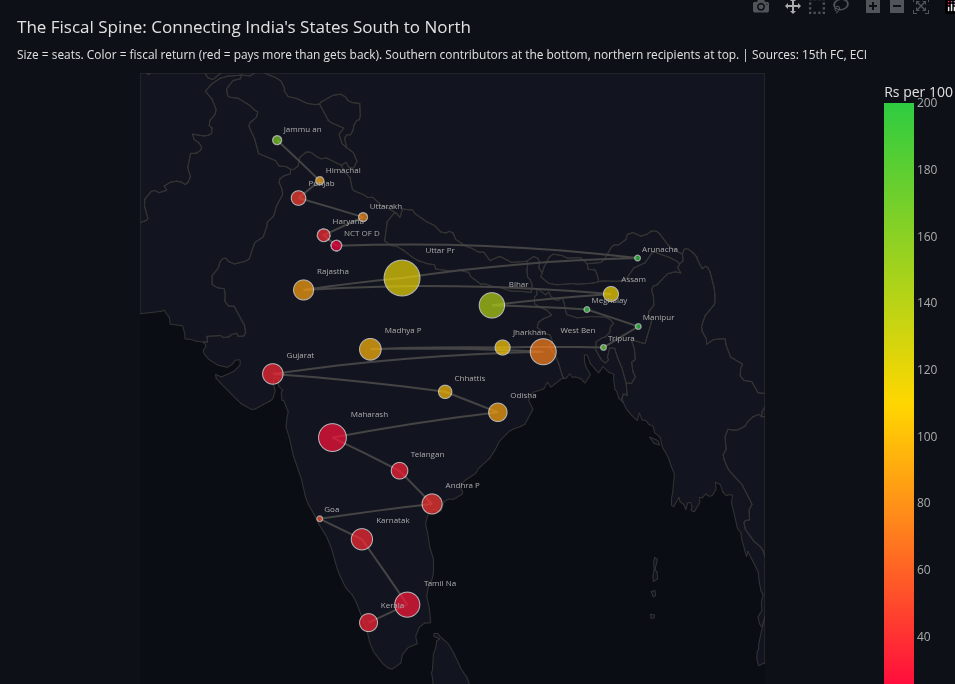 The Fiscal Spine: Connecting India's States South to North
Size = seats. Color = fiscal return (red = pays more than gets back). Southern contributors at the bottom, northern recipients at top. | Sources: 15th FC, ECI
Rs per 100
200
180
160
140
120
100
80
60
40
Jammu an
Himachal
Punjab
Uttarakh
Haryana
NCT OF D
Uttar Pr
Arunacha
Rajastha
Bihar
Assam
Meghalay
Manipur
Madhya P
Jharkhan
West Ben
Tripura
Gujarat
Chhattis
Odisha
Maharash
Telangan
Andhra P
Goa
Karnatak
Tamil Na
Kerala